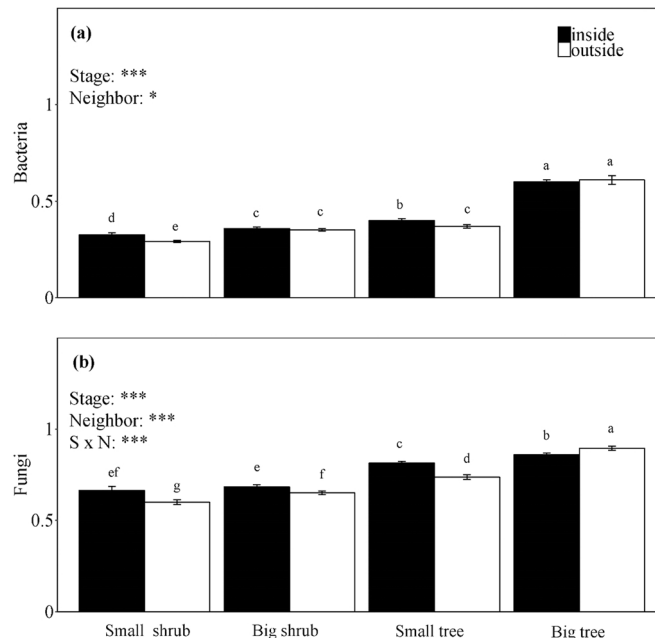 (a)
inside
outside
Stage: ***
Neighbor: *
Bacteria
1
0.5
0
d e c c b c a a
(b)
Stage: ***
Neighbor: ***
S x N: ***
Fungi
1
0.5
0
ef g e f c d b a
Small shrub Big shrub Small tree Big tree